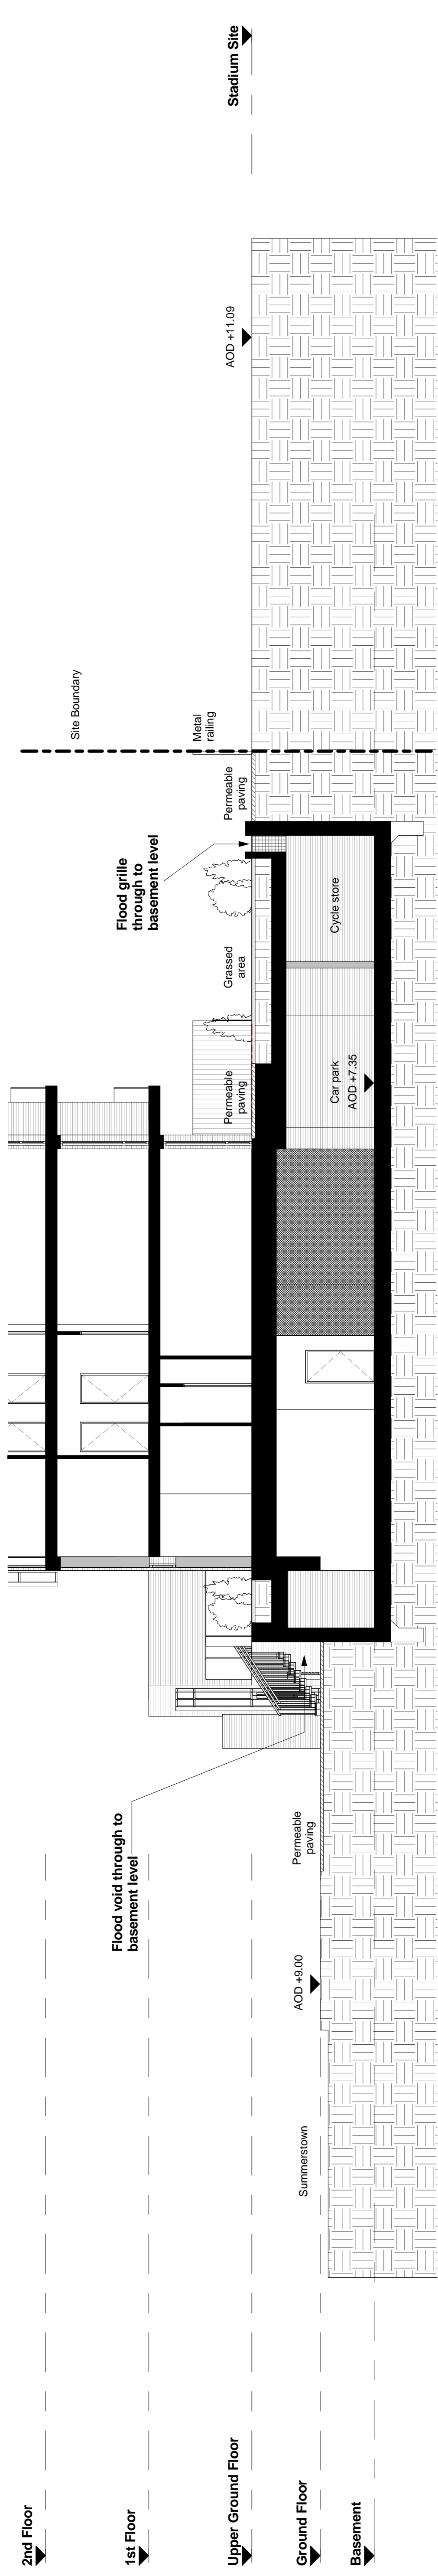 2nd Floor
1st Floor
Upper Ground Floor
Ground Floor
Basement
Summerstown
AOD +9.00
Permeable
paving
Flood void through to
basement level
Car park
AOD +7.35
Permeable
paving
Grassed
area
Cycle store
Flood grille
through to
basement level
Permeable
paving
Metal
railing
Site Boundary
AOD +11.09
Stadium Site